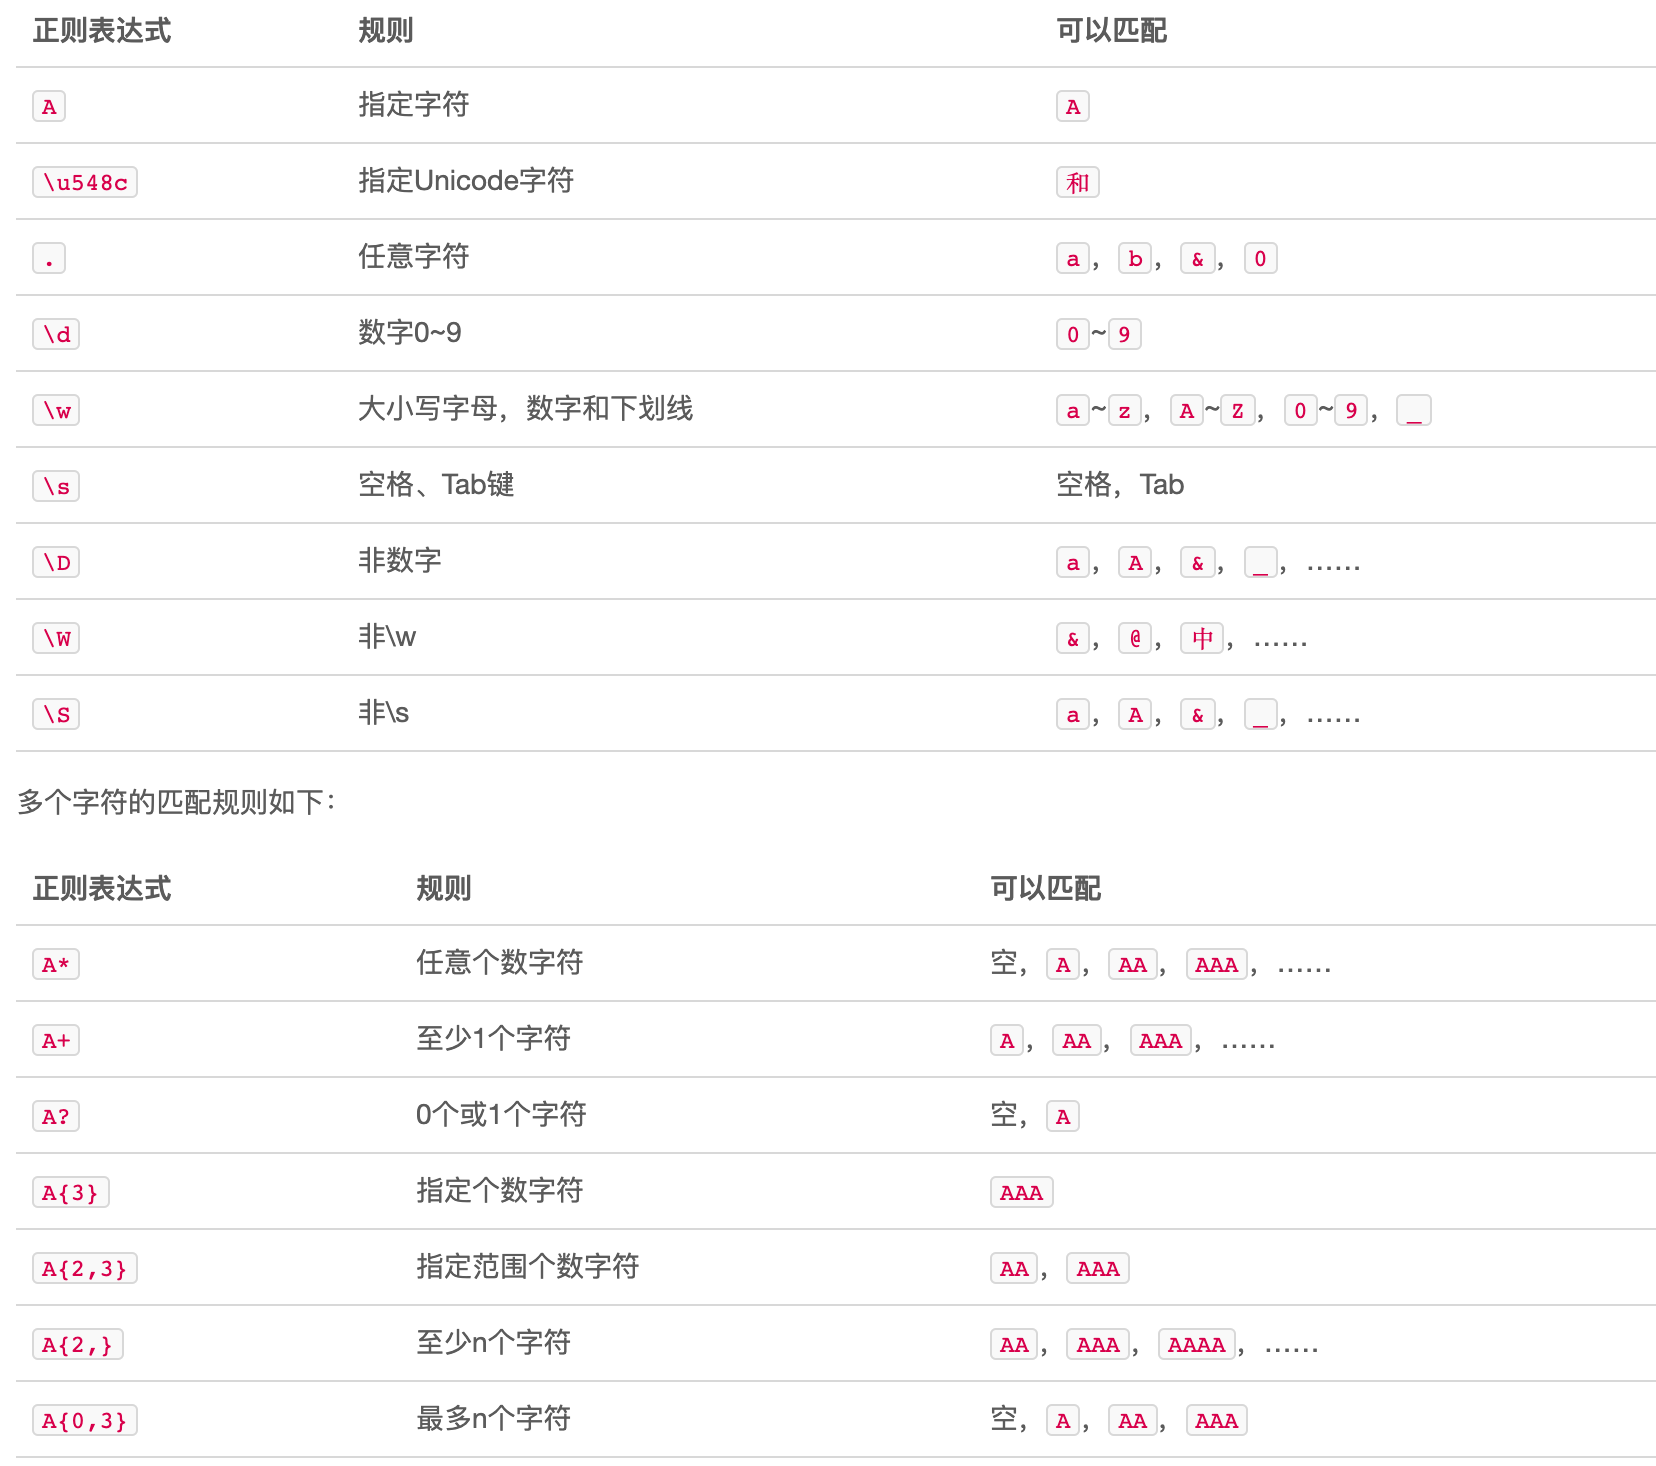 正则表达式 规则 可以匹配
A 指定字符 A
\u548c 指定Unicode字符 和
. 任意字符 a，b，&，0
\d 数字0~9 0~9
\w 大小写字母，数字和下划线 a~z，A~Z，0~9，_
\s 空格、Tab键 空格，Tab
\D 非数字 a，A，&，_，……
\W 非\w &，@，中，……
\S 非\s a，A，&，_，……
多个字符的匹配规则如下：
正则表达式 规则 可以匹配
A* 任意个数字符 空，A，AA，AAA，……
A+ 至少1个字符 A，AA，AAA，……
A? 0个或1个字符 空，A
A{3} 指定个数字符 AAA
A{2,3} 指定范围个数字符 AA，AAA
A{2,} 至少n个字符 AA，AAA，AAAA，……
A{0,3} 最多n个字符 空，A，AA，AAA